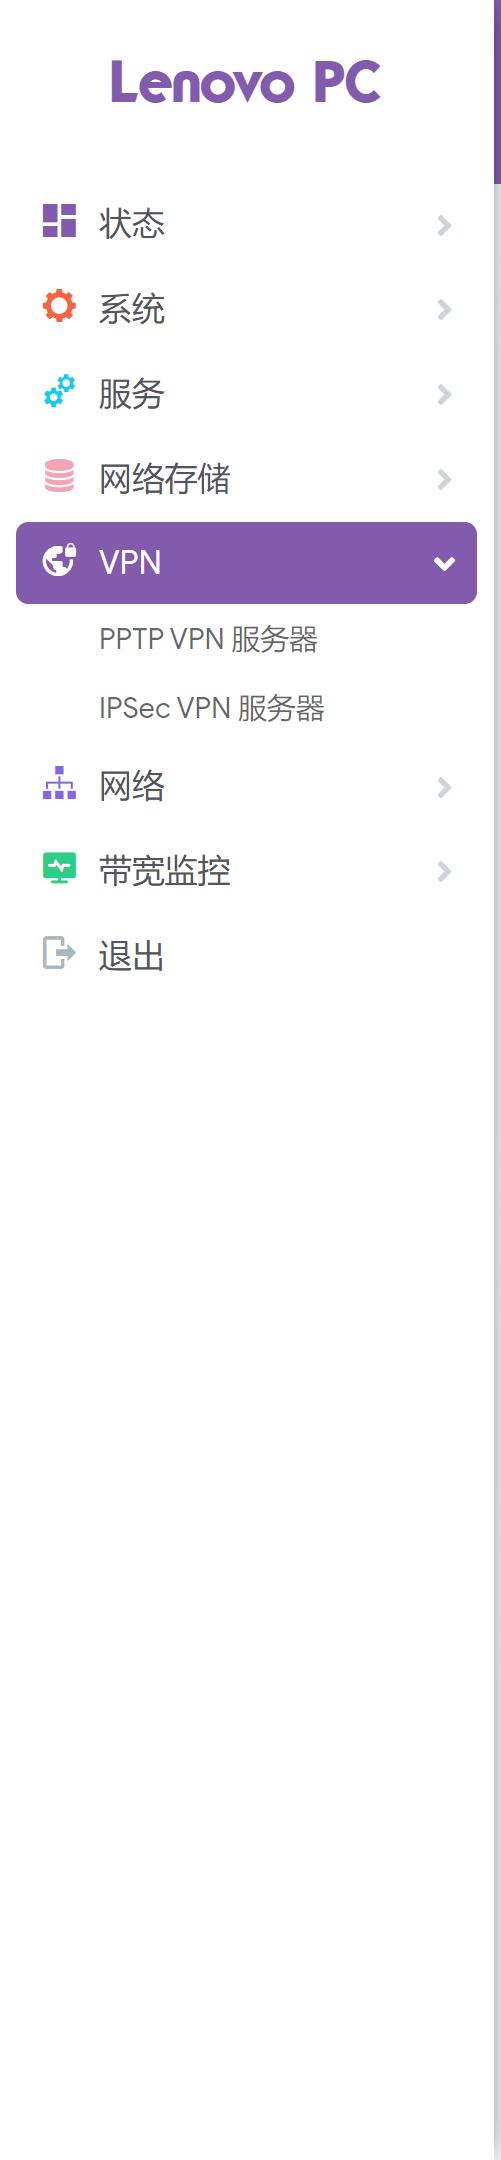 Lenovo PC
状态
系统
服务
网络存储
VPN
PPTP VPN 服务器
IPSec VPN 服务器
网络
带宽监控
退出